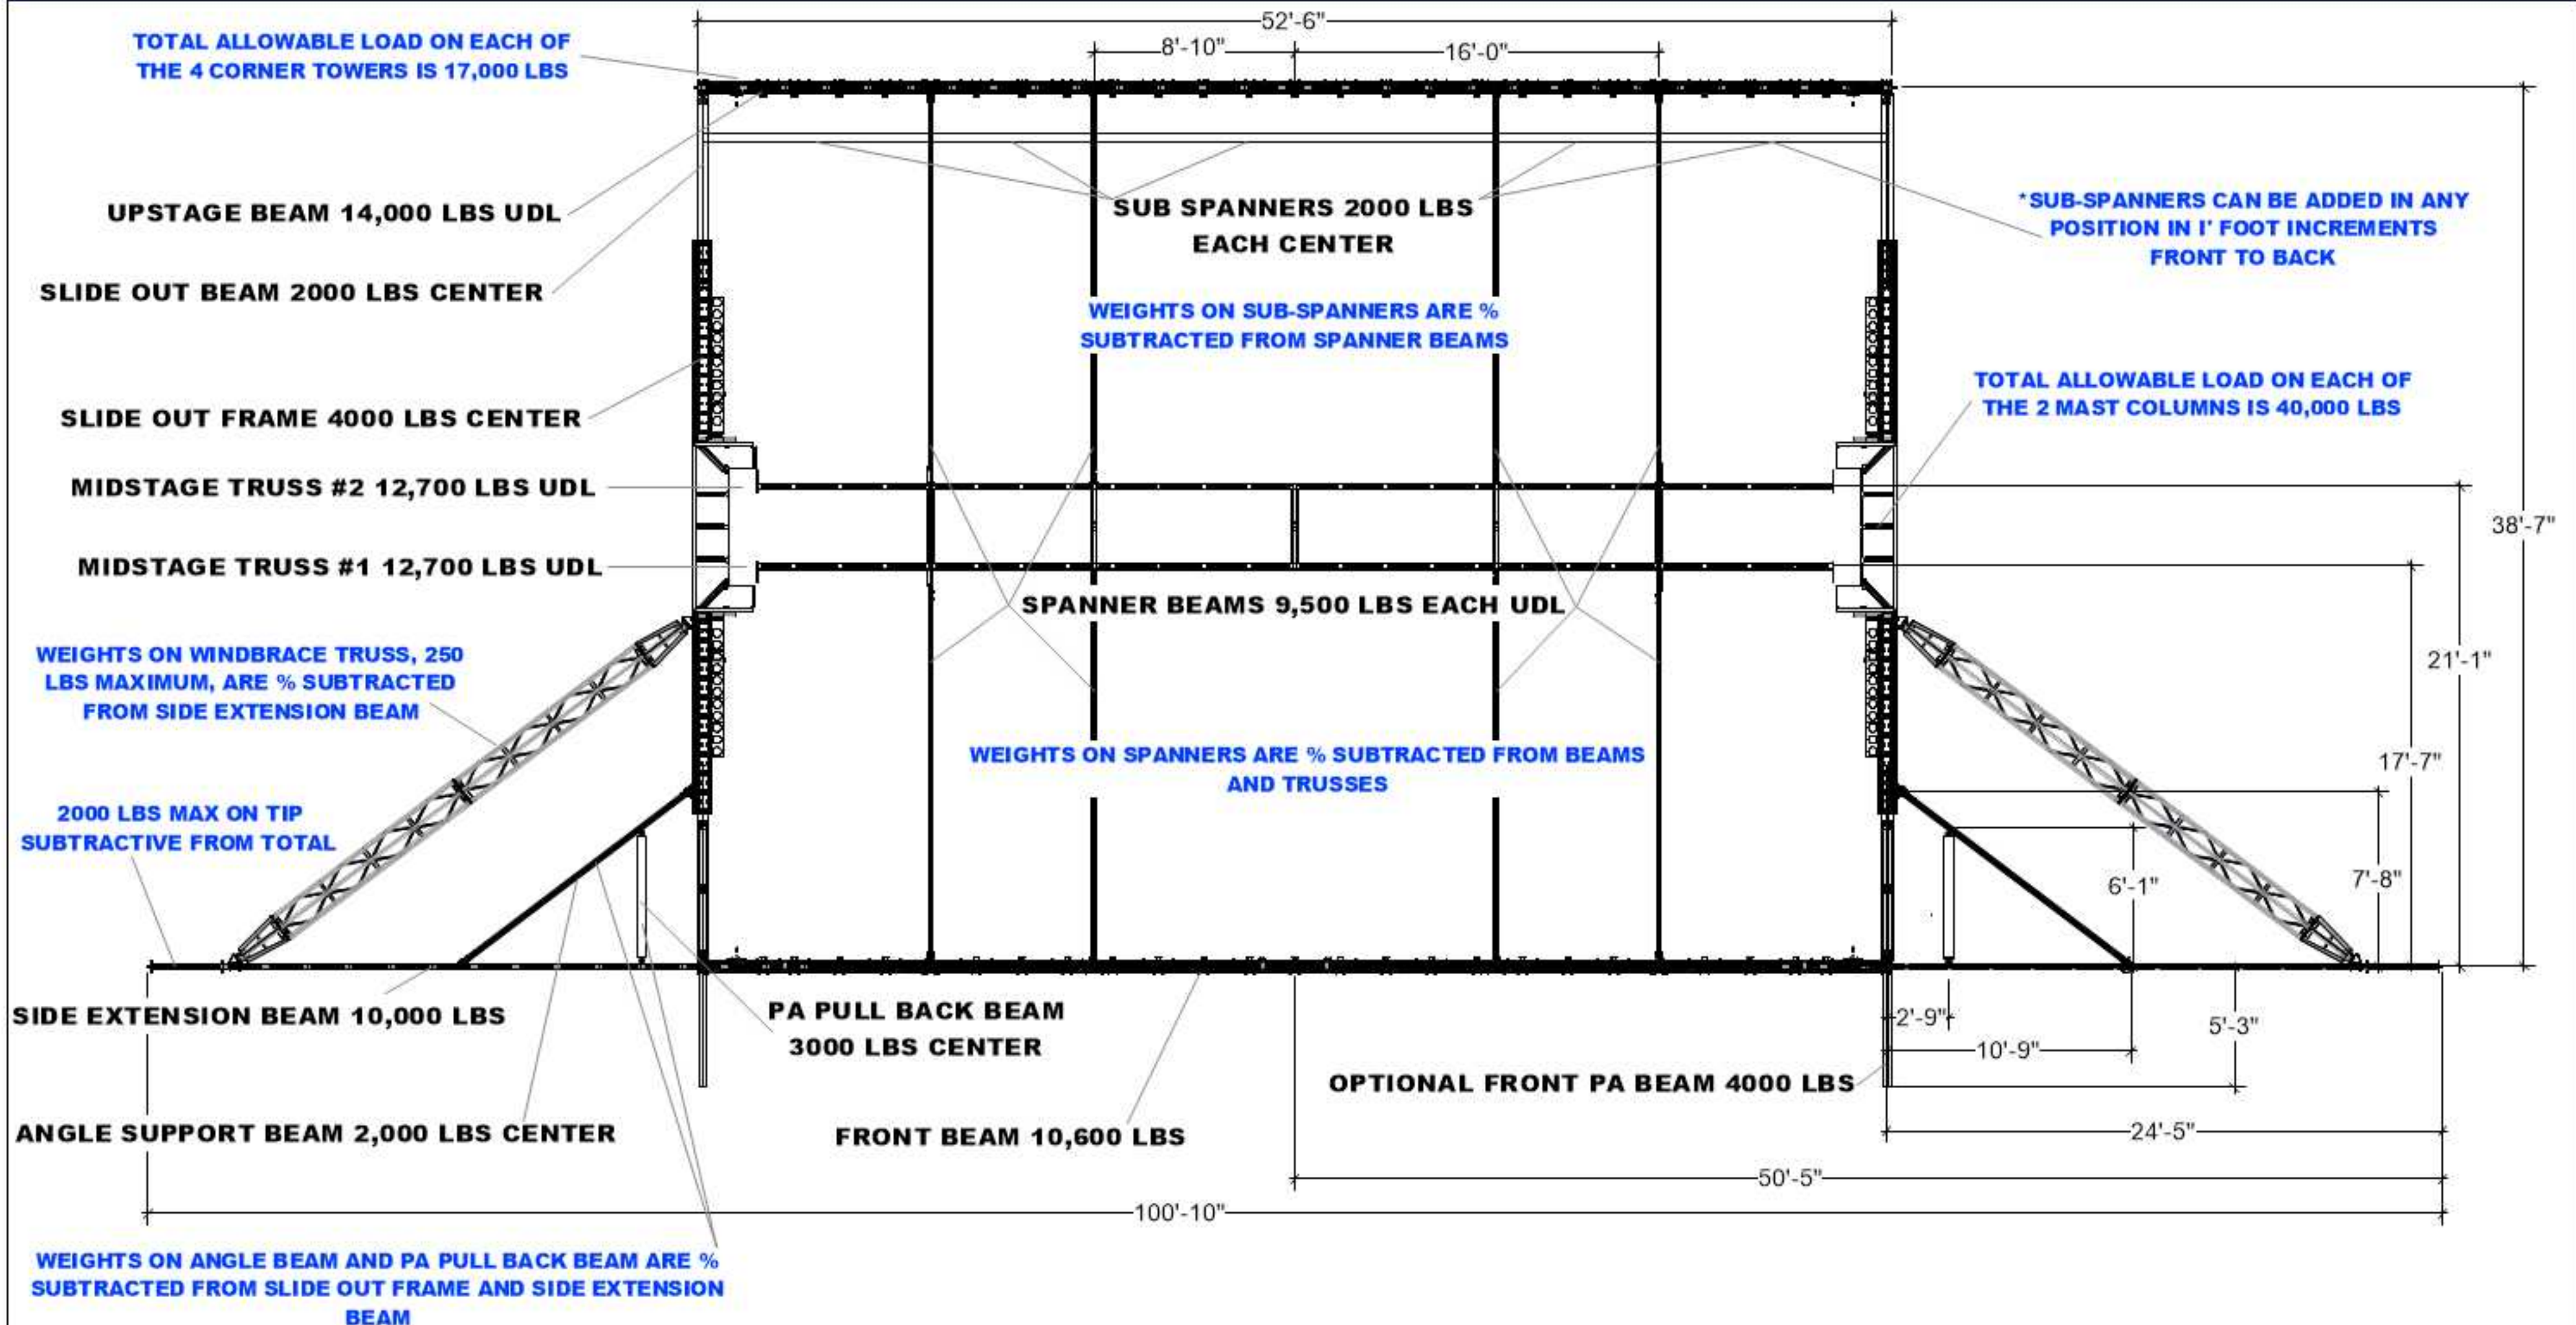 52'-6"
8'-10"
16'-0"
TOTAL ALLOWABLE LOAD ON EACH OF
THE 4 CORNER TOWERS IS 17,000 LBS
UPSTAGE BEAM 14,000 LBS UDL
SUB SPANNERS 2000 LBS
EACH CENTER
*SUB-SPANNERS CAN BE ADDED IN ANY
POSITION IN I' FOOT INCREMENTS
FRONT TO BACK
SLIDE OUT BEAM 2000 LBS CENTER
WEIGHTS ON SUB-SPANNERS ARE %
SUBTRACTED FROM SPANNER BEAMS
SLIDE OUT FRAME 4000 LBS CENTER
TOTAL ALLOWABLE LOAD ON EACH OF
THE 2 MAST COLUMNS IS 40,000 LBS
MIDSTAGE TRUSS #2 12,700 LBS UDL
38'-7"
MIDSTAGE TRUSS #1 12,700 LBS UDL
SPANNER BEAMS 9,500 LBS EACH UDL
WEIGHTS ON WINDBRACE TRUSS, 250
LBS MAXIMUM, ARE % SUBTRACTED
FROM SIDE EXTENSION BEAM
21'-1"
WEIGHTS ON SPANNERS ARE % SUBTRACTED FROM BEAMS
AND TRUSSES
17'-7"
2000 LBS MAX ON TIP
SUBTRACTIVE FROM TOTAL
6'-1"
7'-8"
SIDE EXTENSION BEAM 10,000 LBS
PA PULL BACK BEAM
3000 LBS CENTER
2'-9"
5'-3"
10'-9"
OPTIONAL FRONT PA BEAM 4000 LBS
ANGLE SUPPORT BEAM 2,000 LBS CENTER
FRONT BEAM 10,600 LBS
24'-5"
50'-5"
100'-10"
WEIGHTS ON ANGLE BEAM AND PA PULL BACK BEAM ARE %
SUBTRACTED FROM SLIDE OUT FRAME AND SIDE EXTENSION
BEAM